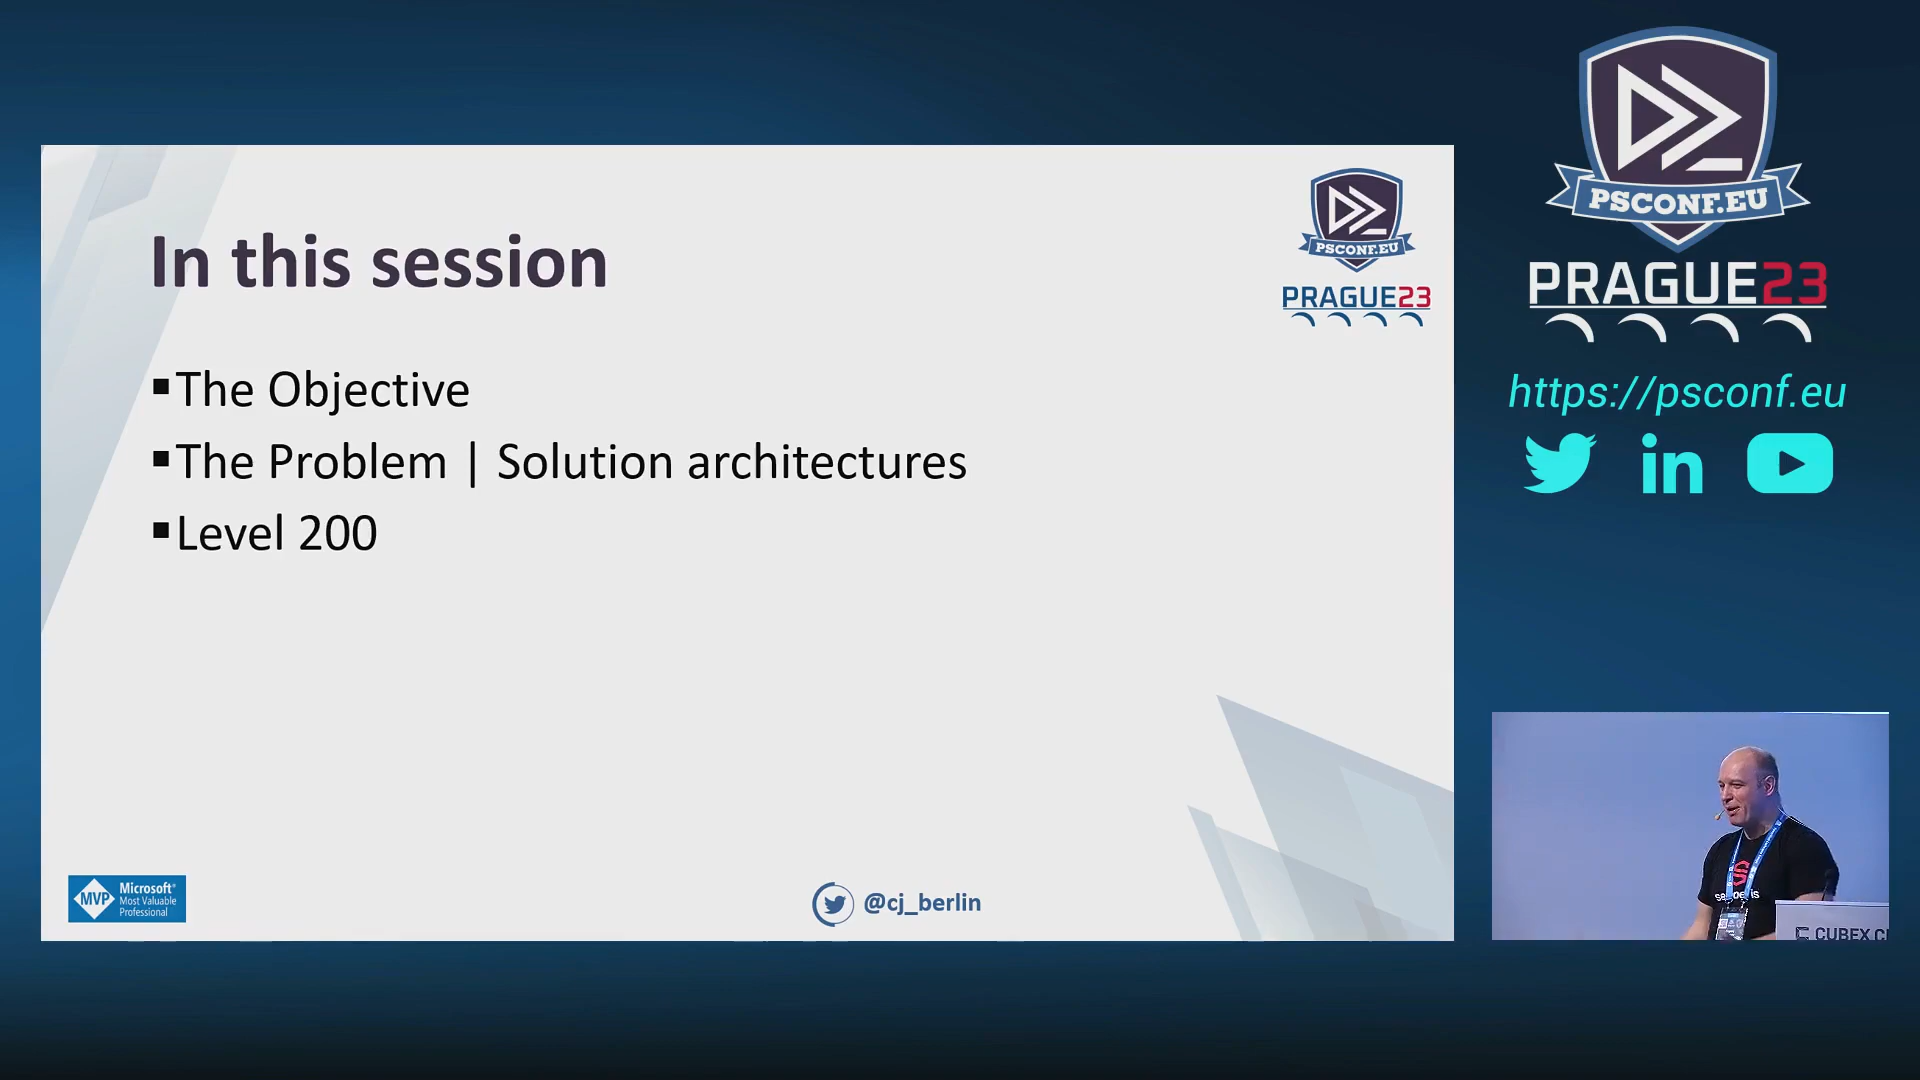 In this session
PSCONF.EU
PRAGUE23
▪The Objective
▪The Problem | Solution architectures
▪Level 200
MVP
Microsoft®
Most Valuable
Professional
@cj_berlin
PSCONF.EU
PRAGUE23
https://psconf.eu
in
CUBEX